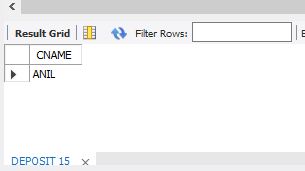 Result Grid Filter Rows:
CNAME
ANIL
DEPOSIT 15